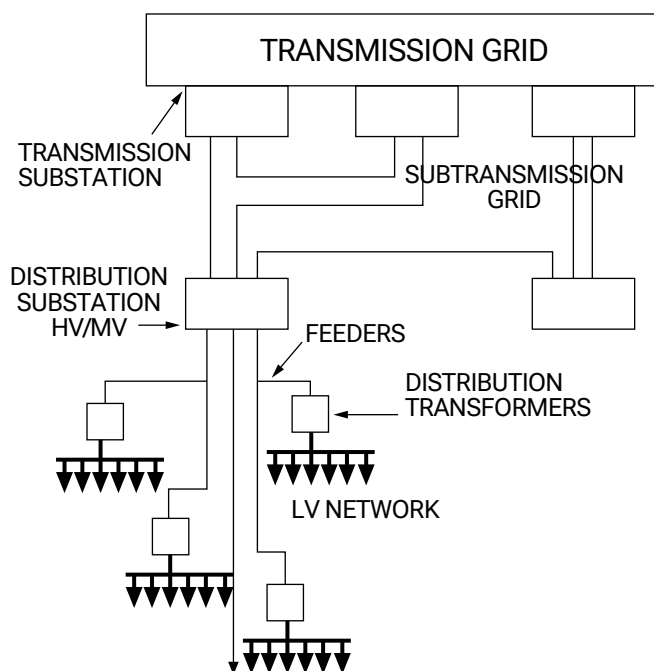 TRANSMISSION GRID
TRANSMISSION
SUBSTATION
SUBTRANSMISSION
GRID
DISTRIBUTION
SUBSTATION
HV/MV
FEEDERS
DISTRIBUTION
TRANSFORMERS
LV NETWORK